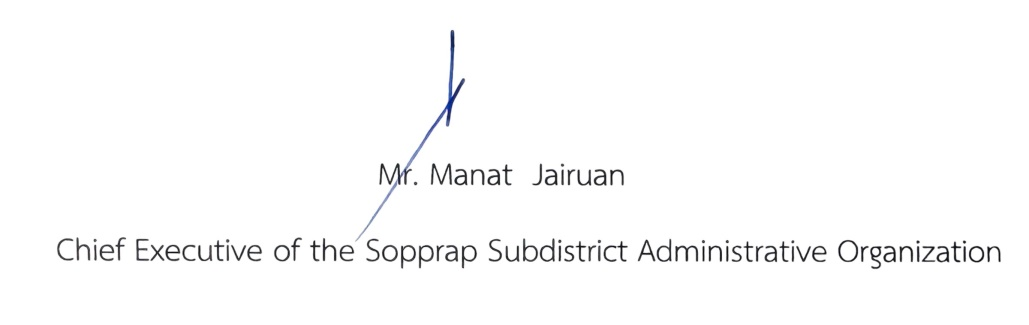 Mr. Manat Jairuan
Chief Executive of the Sopprap Subdistrict Administrative Organization